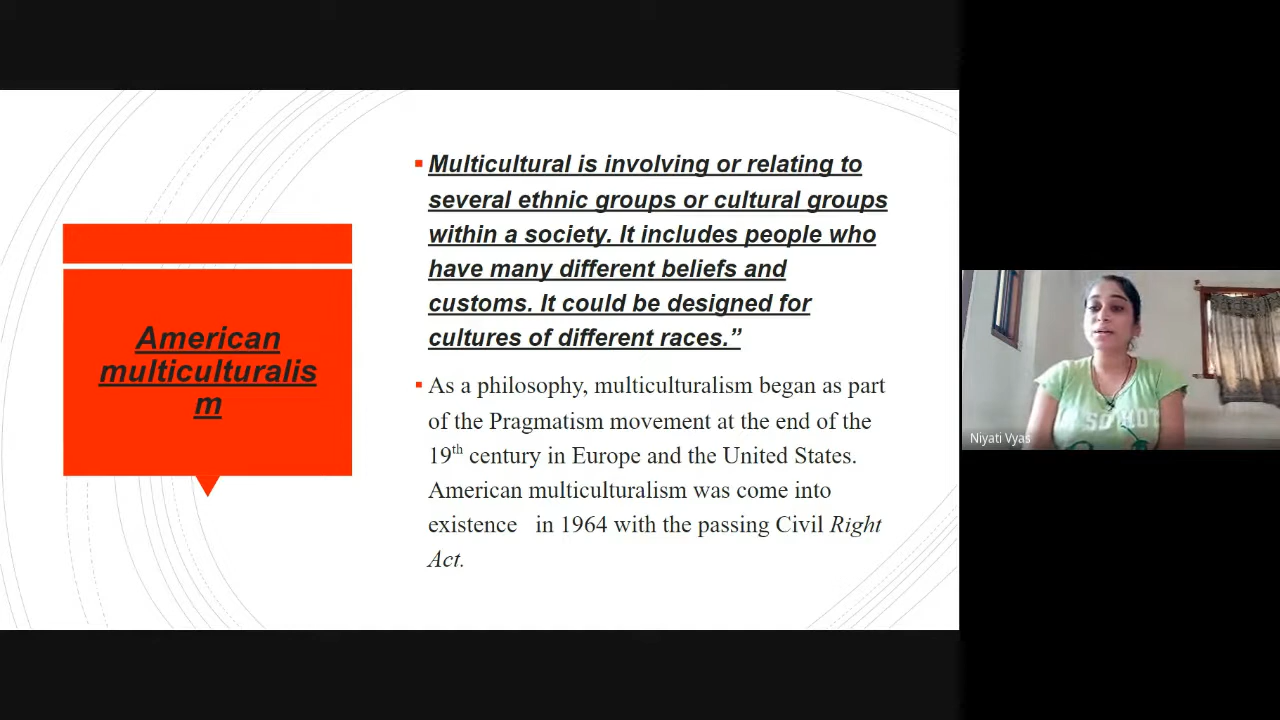 American
multiculturalis
m
Multicultural is involving or relating to
several ethnic groups or cultural groups
within a society. It includes people who
have many different beliefs and
customs. It could be designed for
cultures of different races.”
As a philosophy, multiculturalism began as part
of the Pragmatism movement at the end of the
19th century in Europe and the United States.
American multiculturalism was come into
existence in 1964 with the passing Civil Right
Act.
I SO HOT
Niyati Vyas